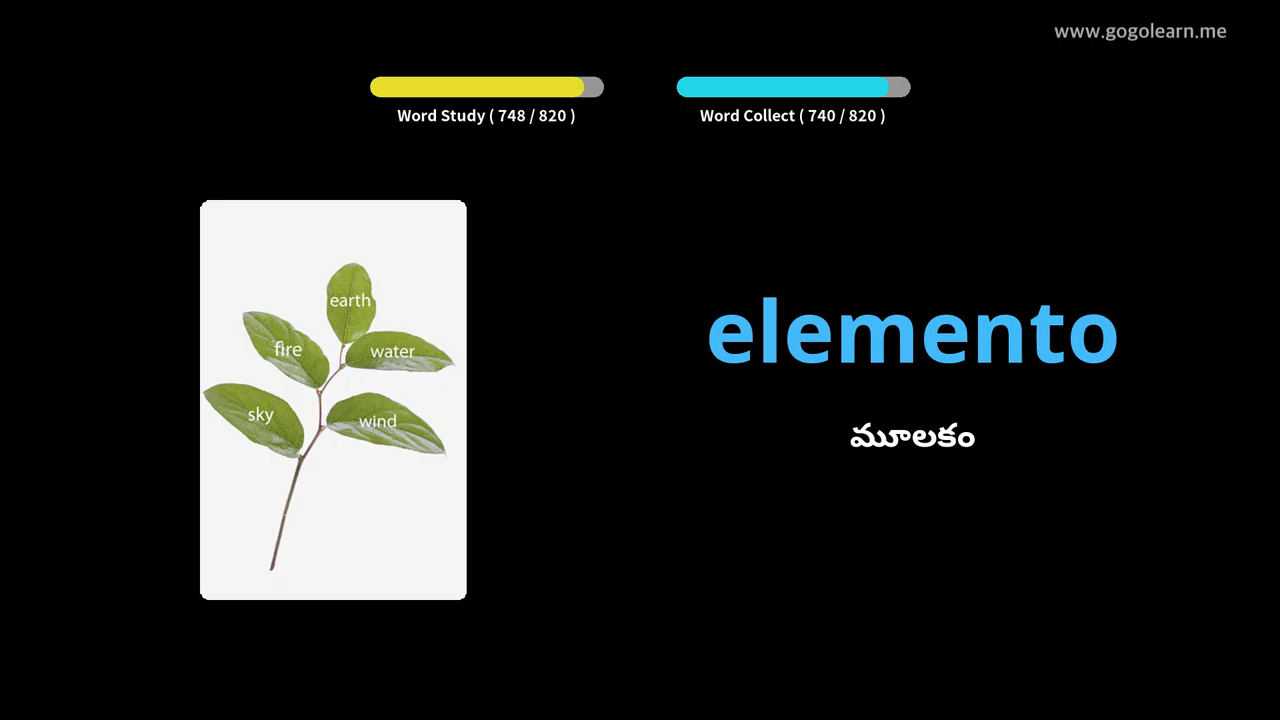 www.gogolearn.me
Word Study ( 748 / 820 )
Word Collect ( 740 / 820 )
earth
fire
water
sky
wind
elemento
మూలకం